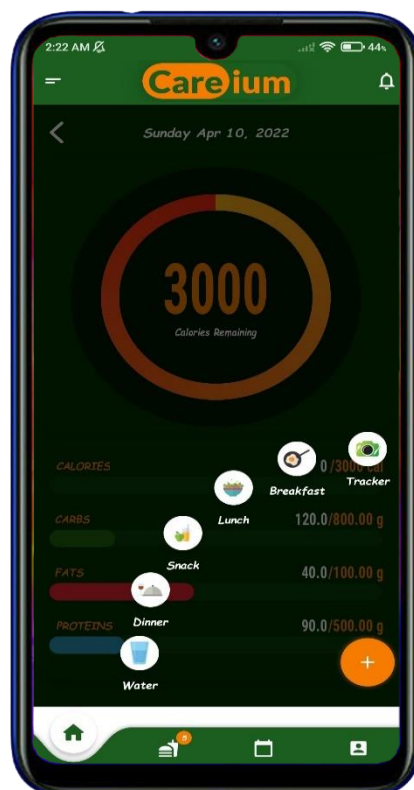 2:22 AM
44%
Careium
Sunday Apr 10, 2022
3000
Calories Remaining
CALORIES
0/3000 cal
Breakfast
Tracker
Lunch
CARBS
120.0/800.00 g
Snack
FATS
40.0/100.00 g
Dinner
PROTEINS
90.0/500.00 g
+
Water
5